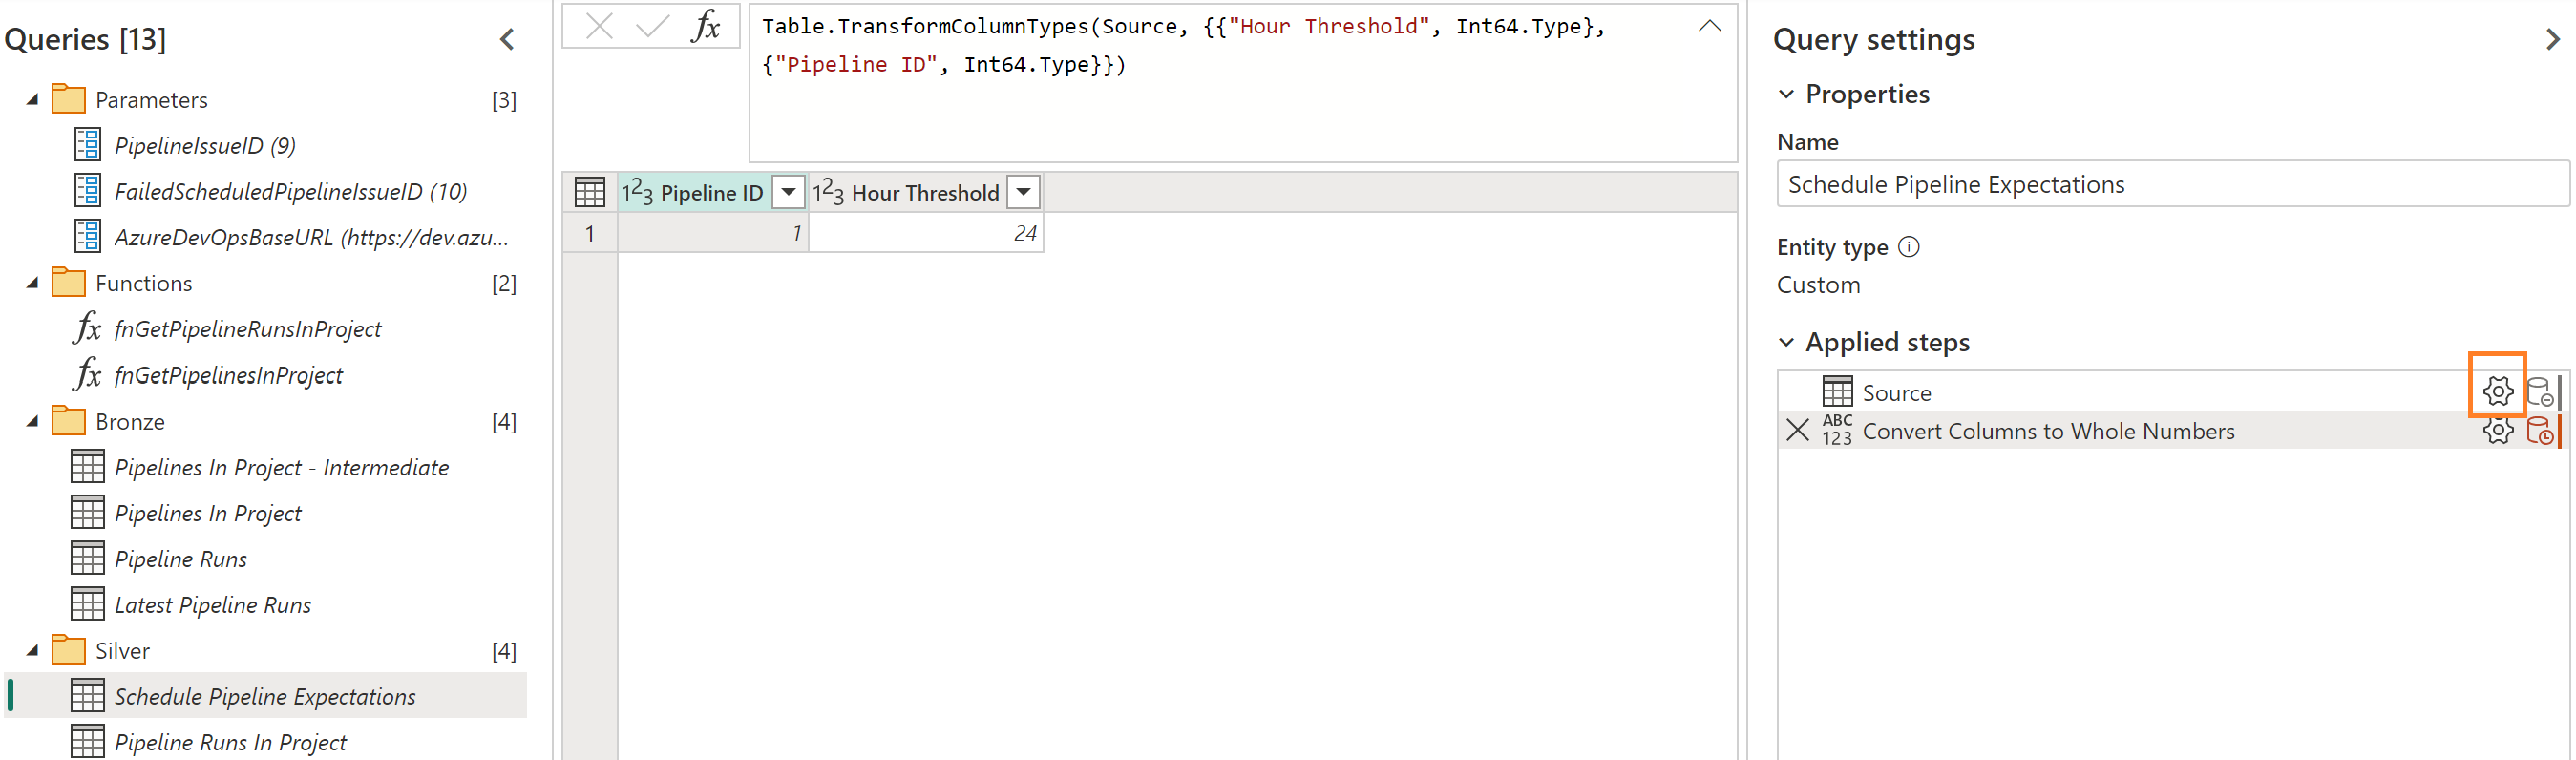 Queries [13]
Parameters [3]
PipelineIssueID (9)
FailedScheduledPipelineIssueID (10)
AzureDevOpsBaseURL (https://dev.azu...
Functions [2]
fx fnGetPipelineRunsInProject
fx fnGetPipelinesInProject
Bronze [4]
Pipelines In Project - Intermediate
Pipelines In Project
Pipeline Runs
Latest Pipeline Runs
Silver [4]
Schedule Pipeline Expectations
Pipeline Runs In Project
fx
Table.TransformColumnTypes(Source, {{"Hour Threshold", Int64.Type},
{"Pipeline ID", Int64.Type}})
123 Pipeline ID 123 Hour Threshold
1 1 24
Query settings
Properties
Name
Schedule Pipeline Expectations
Entity type
Custom
Applied steps
Source
ABC
123 Convert Columns to Whole Numbers